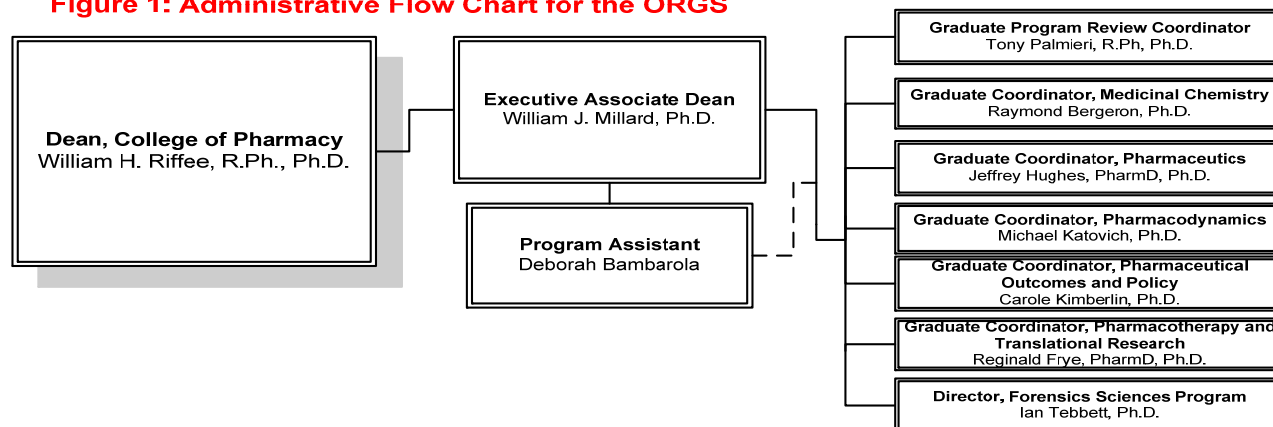 Figure 1: Administrative Flow Chart for the ORGS
Dean, College of Pharmacy
William H. Riffee, R.Ph., Ph.D.
Executive Associate Dean
William J. Millard, Ph.D.
Program Assistant
Deborah Bambarola
Graduate Program Review Coordinator
Tony Palmieri, R.Ph, Ph.D.
Graduate Coordinator, Medicinal Chemistry
Raymond Bergeron, Ph.D.
Graduate Coordinator, Pharmaceutics
Jeffrey Hughes, PharmD, Ph.D.
Graduate Coordinator, Pharmacodynamics
Michael Katovich, Ph.D.
Graduate Coordinator, Pharmaceutical
Outcomes and Policy
Carole Kimberlin, Ph.D.
Graduate Coordinator, Pharmacotherapy and
Translational Research
Reginald Frye, PharmD, Ph.D.
Director, Forensics Sciences Program
Ian Tebbett, Ph.D.